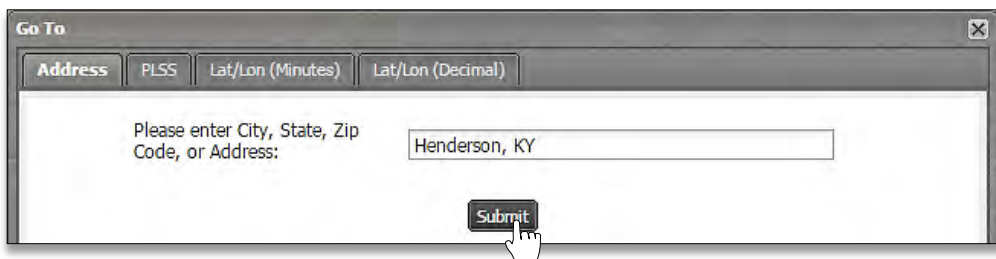 Go To
Address PLSS Lat/Lon (Minutes) Lat/Lon (Decimal)
Please enter City, State, Zip
Code, or Address:
Henderson, KY
Submit